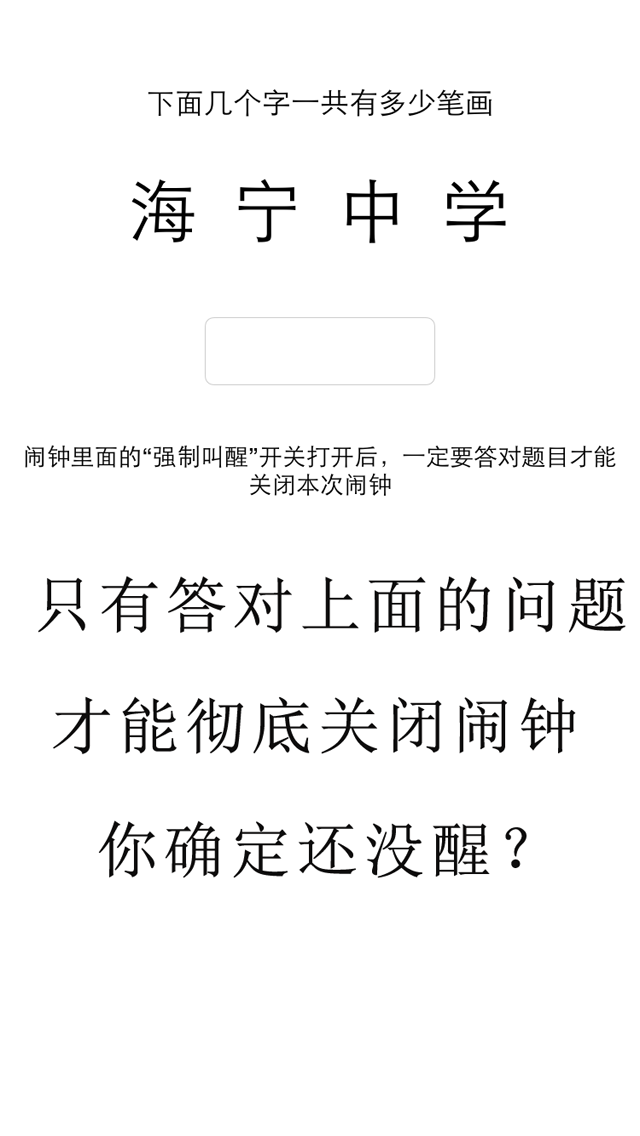 下面几个字一共有多少笔画
海 宁 中 学
闹钟里面的“强制叫醒”开关打开后，一定要答对题目才能
关闭本次闹钟
只有答对上面的问题
才能彻底关闭闹钟
你确定还没醒？